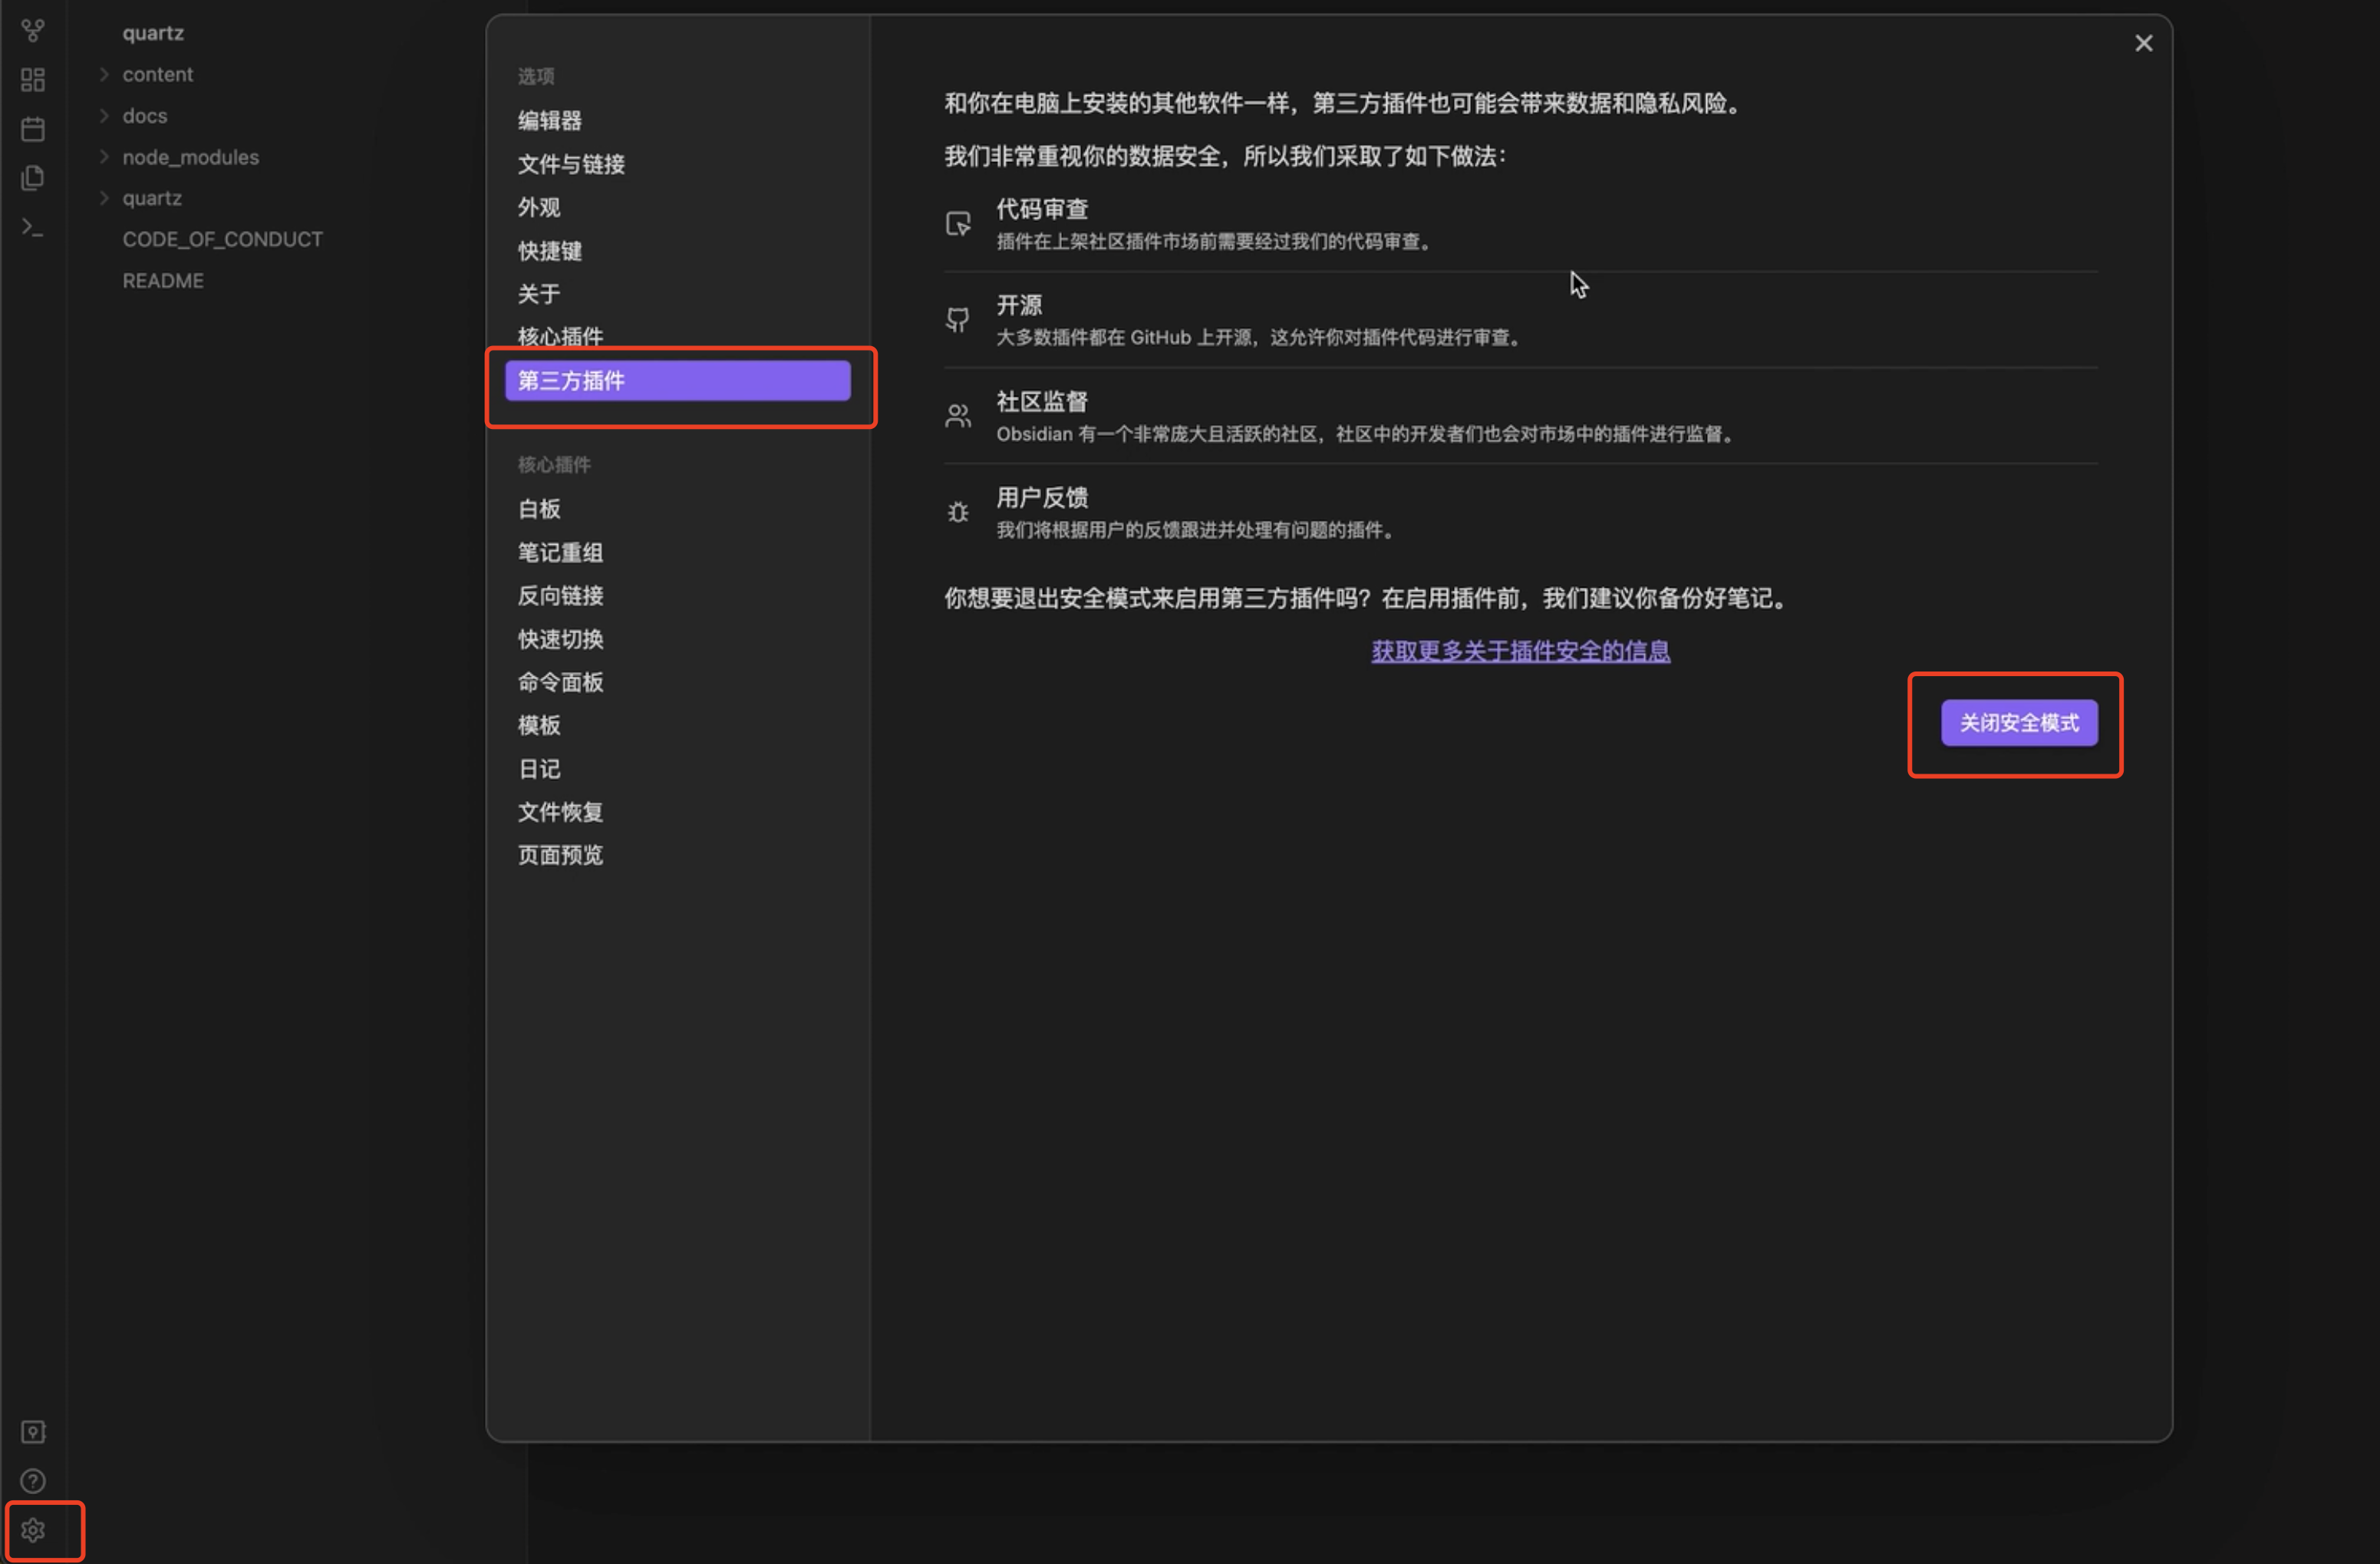 quartz
content
docs
node_modules
quartz
CODE_OF_CONDUCT
README
选项
编辑器
文件与链接
外观
快捷键
关于
核心插件
第三方插件
核心插件
白板
笔记重组
反向链接
快速切换
命令面板
模板
日记
文件恢复
页面预览
和你在电脑上安装的其他软件一样，第三方插件也可能会带来数据和隐私风险。
我们非常重视你的数据安全，所以我们采取了如下做法：
代码审查
插件在上架社区插件市场前需要经过我们的代码审查。
开源
大多数插件都在 GitHub 上开源，这允许你对插件代码进行审查。
社区监督
Obsidian 有一个非常庞大且活跃的社区，社区中的开发者们也会对市场中的插件进行监督。
用户反馈
我们将根据用户的反馈跟进并处理有问题的插件。
你想要退出安全模式来启用第三方插件吗？在启用插件前，我们建议你备份好笔记。
获取更多关于插件安全的信息
关闭安全模式